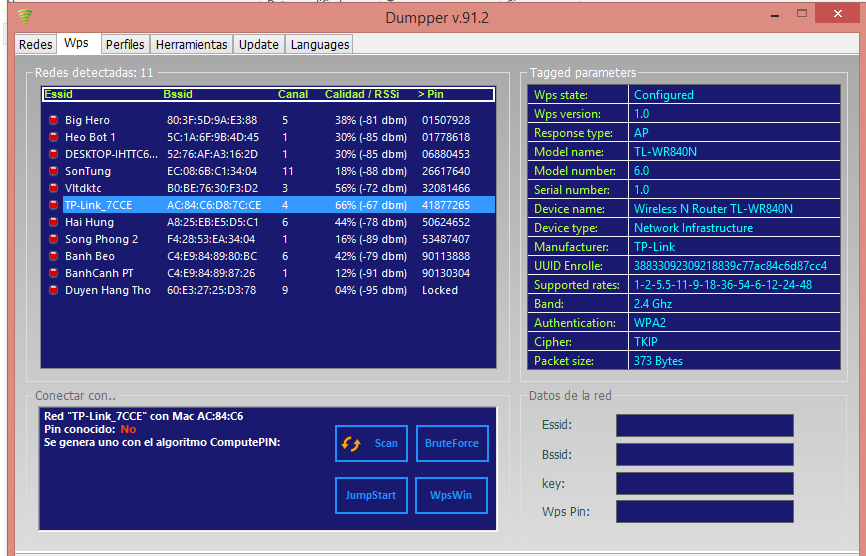 Dumpper v.91.2
Redes Wps Perfiles Herramientas Update Languages
Redes detectadas: 11
Essid Bssid Canal Calidad / RSSi > Pin
Big Hero 80:3F:5D:9A:E3:88 5 38% (-81 dbm) 01507928
Heo Bot 1 5C:1A:6F:9B:4D:45 1 30% (-85 dbm) 01778618
DESKTOP-IHTTC6... 52:76:AF:A3:16:2D 1 30% (-85 dbm) 06880453
SonTung EC:08:6B:C1:34:04 11 18% (-88 dbm) 26617640
Vltdktc B0:BE:76:30:F3:D2 3 56% (-72 dbm) 32081466
TP-Link_7CCE AC:84:C6:D8:7C:CE 4 66% (-67 dbm) 41877265
Hai Hung A8:25:EB:E5:D5:C1 6 44% (-78 dbm) 50624652
Song Phong 2 F4:28:53:EA:34:04 1 16% (-89 dbm) 53487407
Banh Beo C4:E9:84:89:80:BC 6 42% (-79 dbm) 90113888
BanhCanh PT C4:E9:84:89:87:26 1 12% (-91 dbm) 90130304
Duyen Hang Tho 60:E3:27:25:D3:78 9 04% (-95 dbm) Locked
Tagged parameters
Wps state: Configured
Wps version: 1.0
Response type: AP
Model name: TL-WR840N
Model number: 6.0
Serial number: 1.0
Device name: Wireless N Router TL-WR840N
Device type: Network Infrastructure
Manufacturer: TP-Link
UUID Enrolle: 38833092309218839c77ac84c6d87cc4
Supported rates: 1-2-5.5-11-9-18-36-54-6-12-24-48
Band: 2.4 Ghz
Authentication: WPA2
Cipher: TKIP
Packet size: 373 Bytes
Conectar con..
Red "TP-Link_7CCE" con Mac AC:84:C6
Pin conocido: No
Se genera uno con el algoritmo ComputePIN:
Scan BruteForce
JumpStart WpsWin
Datos de la red
Essid:
Bssid:
key:
Wps Pin: